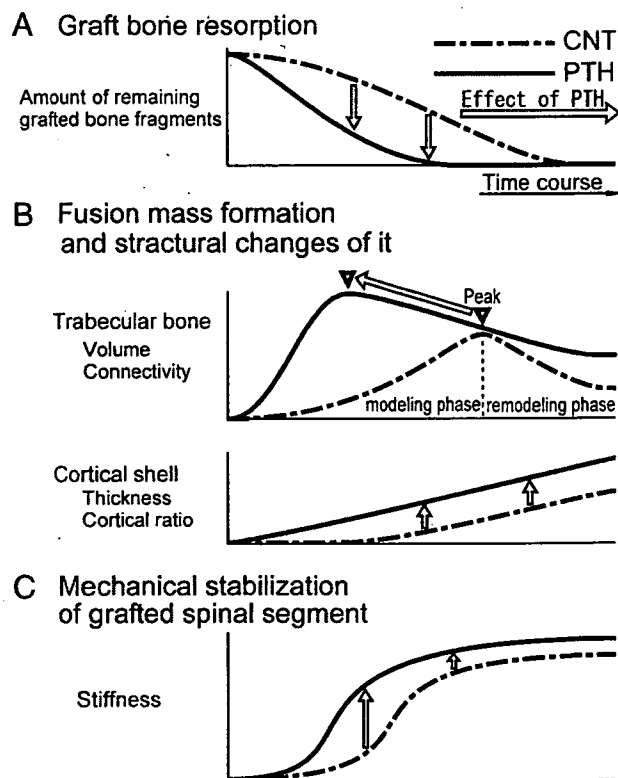 A Graft bone resorption
CNT
PTH
Amount of remaining
grafted bone fragments
Effect of PTH
Time course
B Fusion mass formation
and stractural changes of it
Peak
Trabecular bone
Volume
Connectivity
modeling phase remodeling phase
Cortical shell
Thickness
Cortical ratio
C Mechanical stabilization
of grafted spinal segment
Stiffness